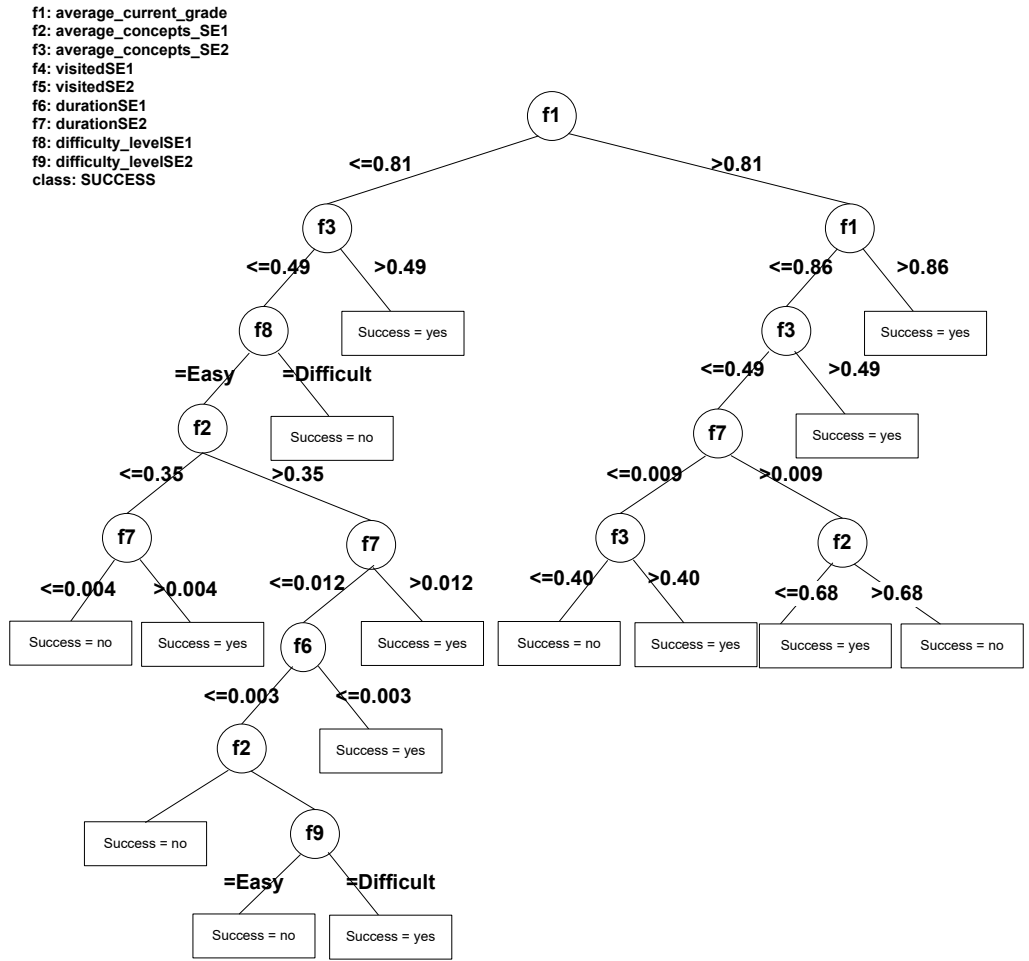 f1: average_current_grade
f2: average_concepts_SE1
f3: average_concepts_SE2
f4: visitedSE1
f5: visitedSE2
f6: durationSE1
f7: durationSE2
f8: difficulty_levelSE1
f9: difficulty_levelSE2
class: SUCCESS
f1
<=0.81
>0.81
f3
f1
<=0.49
>0.49
<=0.86
>0.86
f8
Success = yes
f3
Success = yes
=Easy
=Difficult
<=0.49
>0.49
f2
Success = no
f7
Success = yes
<=0.35
>0.35
<=0.009
>0.009
f7
f7
f3
f2
<=0.004
>0.004
<=0.012
>0.012
<=0.40
>0.40
<=0.68
>0.68
Success = no
Success = yes
f6
Success = yes
Success = no
Success = yes
Success = yes
Success = no
<=0.003
<=0.003
f2
Success = yes
Success = no
f9
=Easy
=Difficult
Success = no
Success = yes